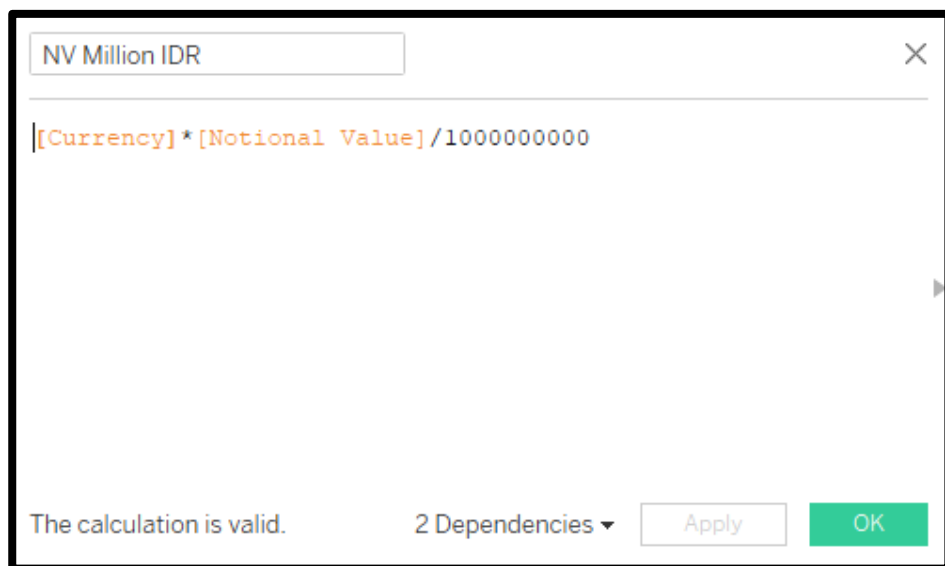 NV Million IDR
[Currency]*[Notional Value]/1000000000
The calculation is valid.
2 Dependencies
Apply
OK